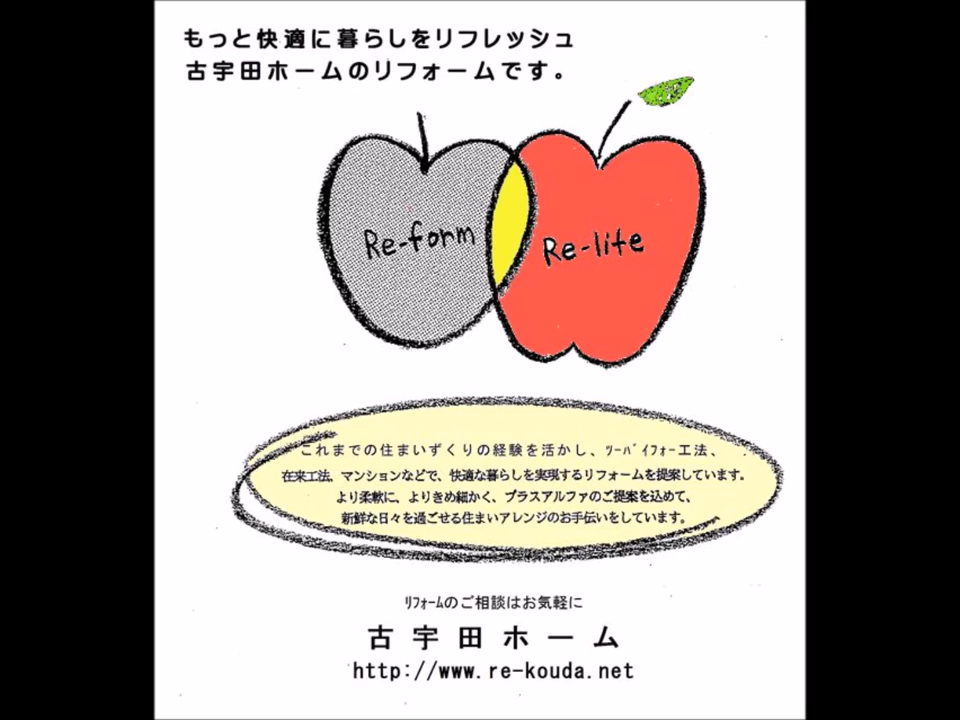 もっと快適に暮らしをリフレッシュ
古宇田ホームのリフォームです。
Re-form
Re-life
これまでの住まいずくりの経験を活かし、ﾂｰﾊﾞｲﾌｫｰ工法、
在来工法、マンションなどで、快適な暮らしを実現するリフォームを提案しています。
より柔軟に、よりきめ細かく、プラスアルファのご提案を込めて、
新鮮な日々を過ごせる住まいアレンジのお手伝いをしています。
ﾘﾌｫｰﾑのご相談はお気軽に
古宇田ホーム
http://www.re-kouda.net